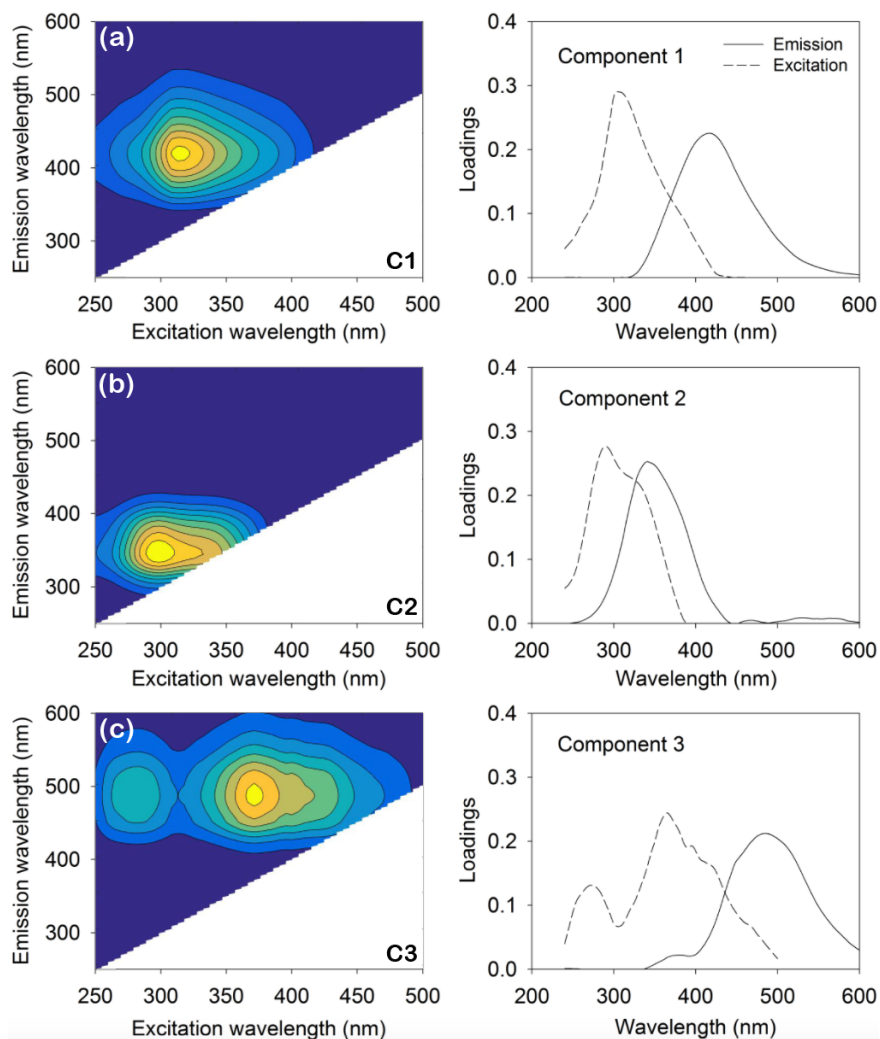 (a)
600
500
400
300
Emission wavelength (nm)
C1
250 300 350 400 450 500
Excitation wavelength (nm)
Component 1
Emission
Excitation
0.4
0.3
0.2
0.1
0.0
Loadings
200 300 400 500 600
Wavelength (nm)
(b)
600
500
400
300
Emission wavelength (nm)
C2
250 300 350 400 450 500
Excitation wavelength (nm)
Component 2
0.4
0.3
0.2
0.1
0.0
Loadings
200 300 400 500 600
Wavelength (nm)
(c)
600
500
400
300
Emission wavelength (nm)
C3
250 300 350 400 450 500
Excitation wavelength (nm)
Component 3
0.4
0.3
0.2
0.1
0.0
Loadings
200 300 400 500 600
Wavelength (nm)